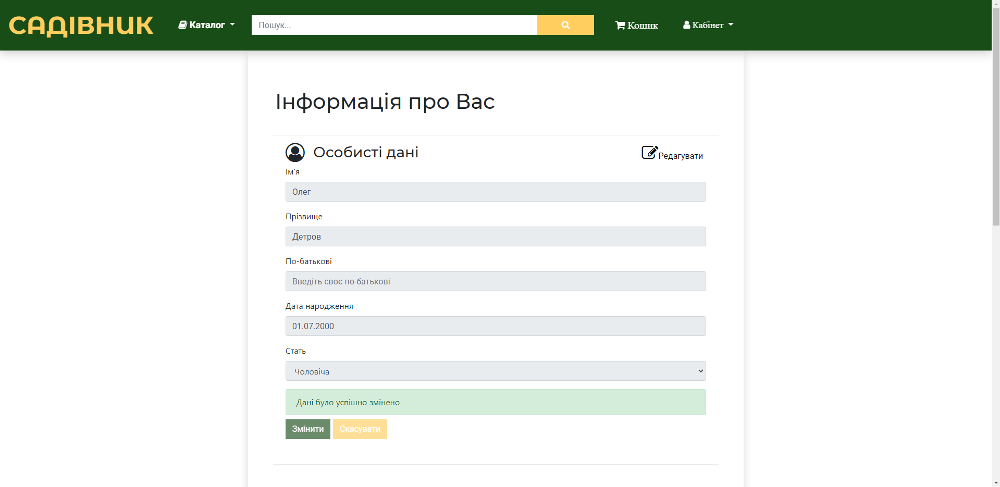 САДІВНИК Каталог Пошук... Кошик Кабінет
Інформація про Вас
Особисті дані Редагувати
Ім'я
Олег
Прізвище
Детров
По-батькові
Введіть своє по-батькові
Дата народження
01.07.2000
Стать
Чоловіча
Дані було успішно змінено
Змінити Скасувати